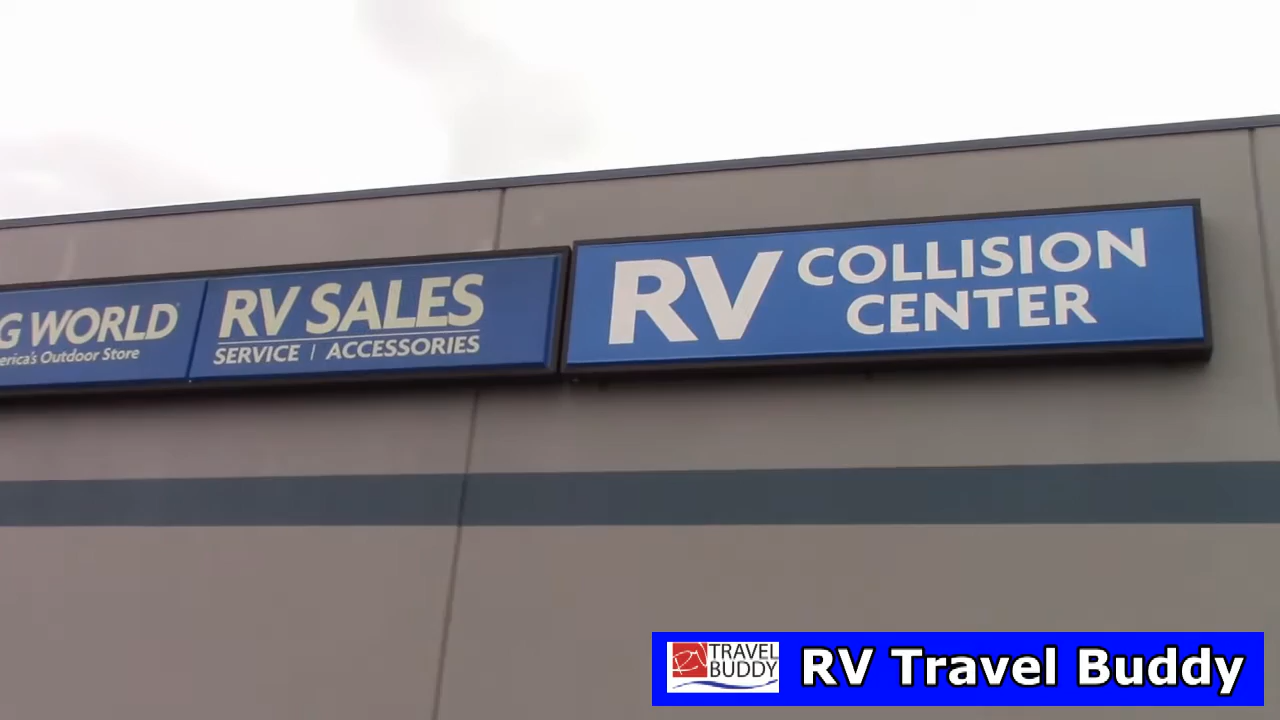 G WORLD
erica's Outdoor Store
RV SALES
SERVICE | ACCESSORIES
RV COLLISION
CENTER
TRAVEL
BUDDY
RV Travel Buddy